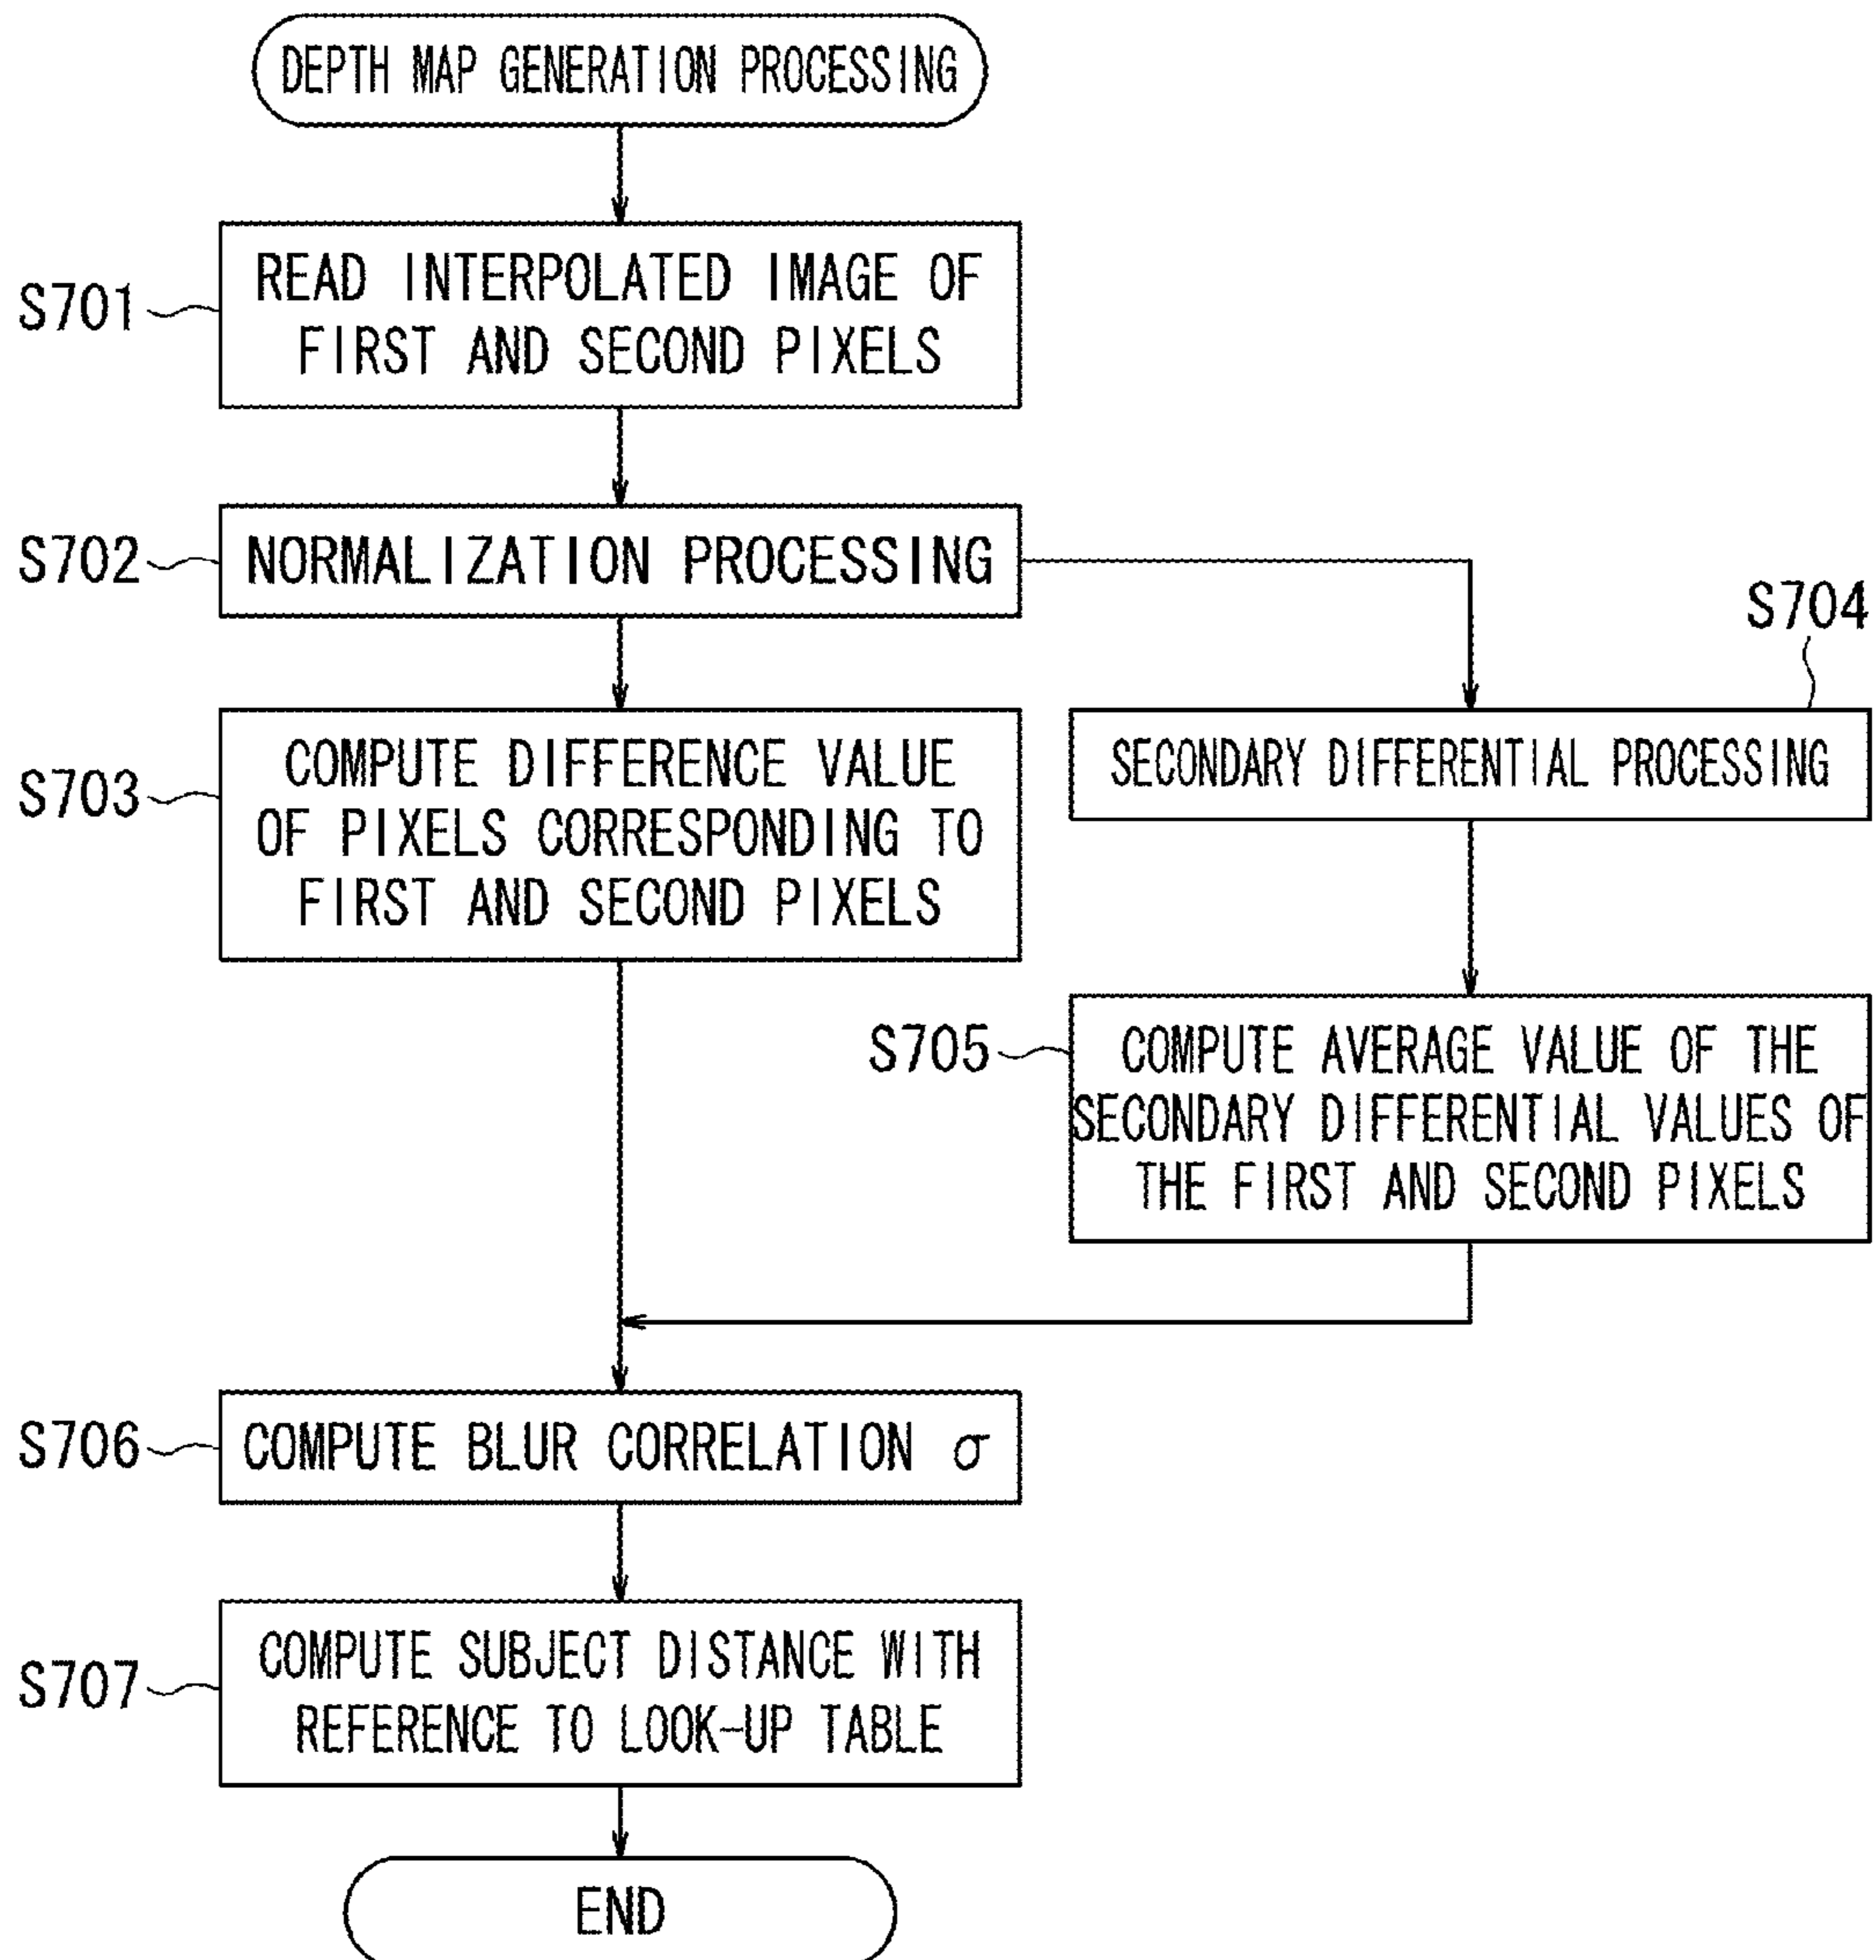 DEPTH MAP GENERATION PROCESSING
S701
READ INTERPOLATED IMAGE OF
FIRST AND SECOND PIXELS
S702
NORMALIZATION PROCESSING
S703
COMPUTE DIFFERENCE VALUE
OF PIXELS CORRESPONDING TO
FIRST AND SECOND PIXELS
S704
SECONDARY DIFFERENTIAL PROCESSING
S705
COMPUTE AVERAGE VALUE OF THE
SECONDARY DIFFERENTIAL VALUES OF
THE FIRST AND SECOND PIXELS
S706
COMPUTE BLUR CORRELATION σ
S707
COMPUTE SUBJECT DISTANCE WITH
REFERENCE TO LOOK-UP TABLE
END